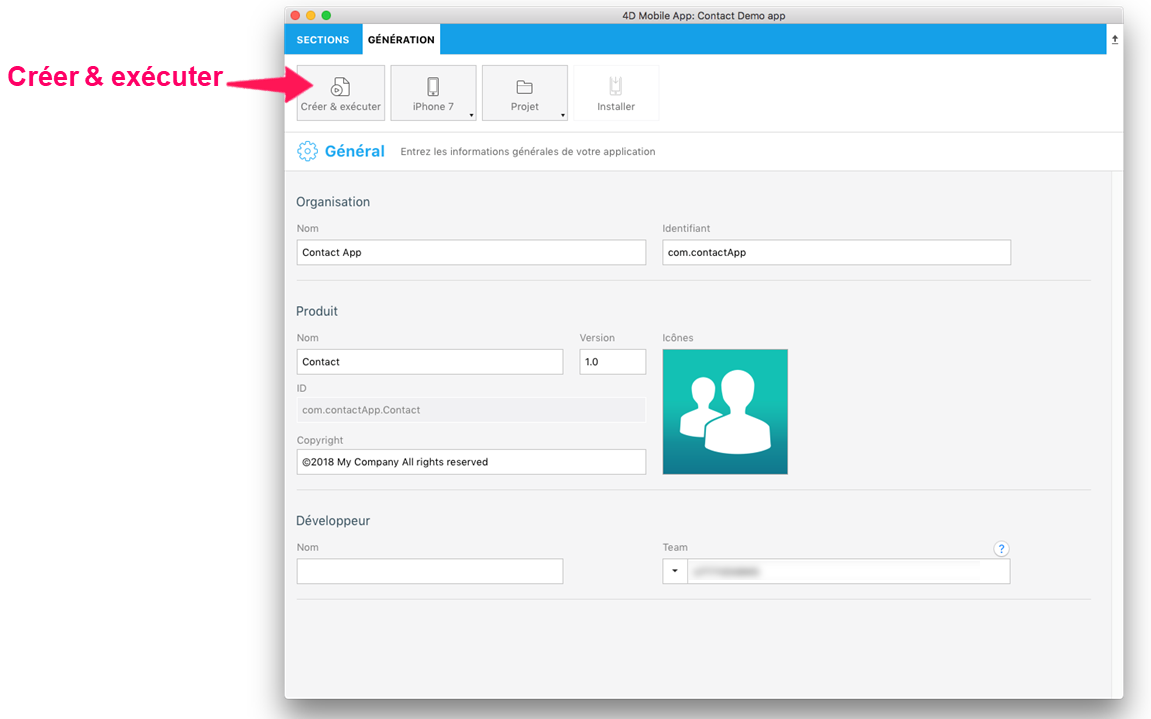 4D Mobile App: Contact Demo app
SECTIONS GÉNÉRATION
Créer & exécuter
Créer & exécuter iPhone 7 Projet Installer
Général Entrez les informations générales de votre application
Organisation
Nom Identifiant
Contact App com.contactApp
Produit
Nom Version Icônes
Contact 1.0
ID
com.contactApp.Contact
Copyright
©2018 My Company All rights reserved
Développeur
Nom Team ?